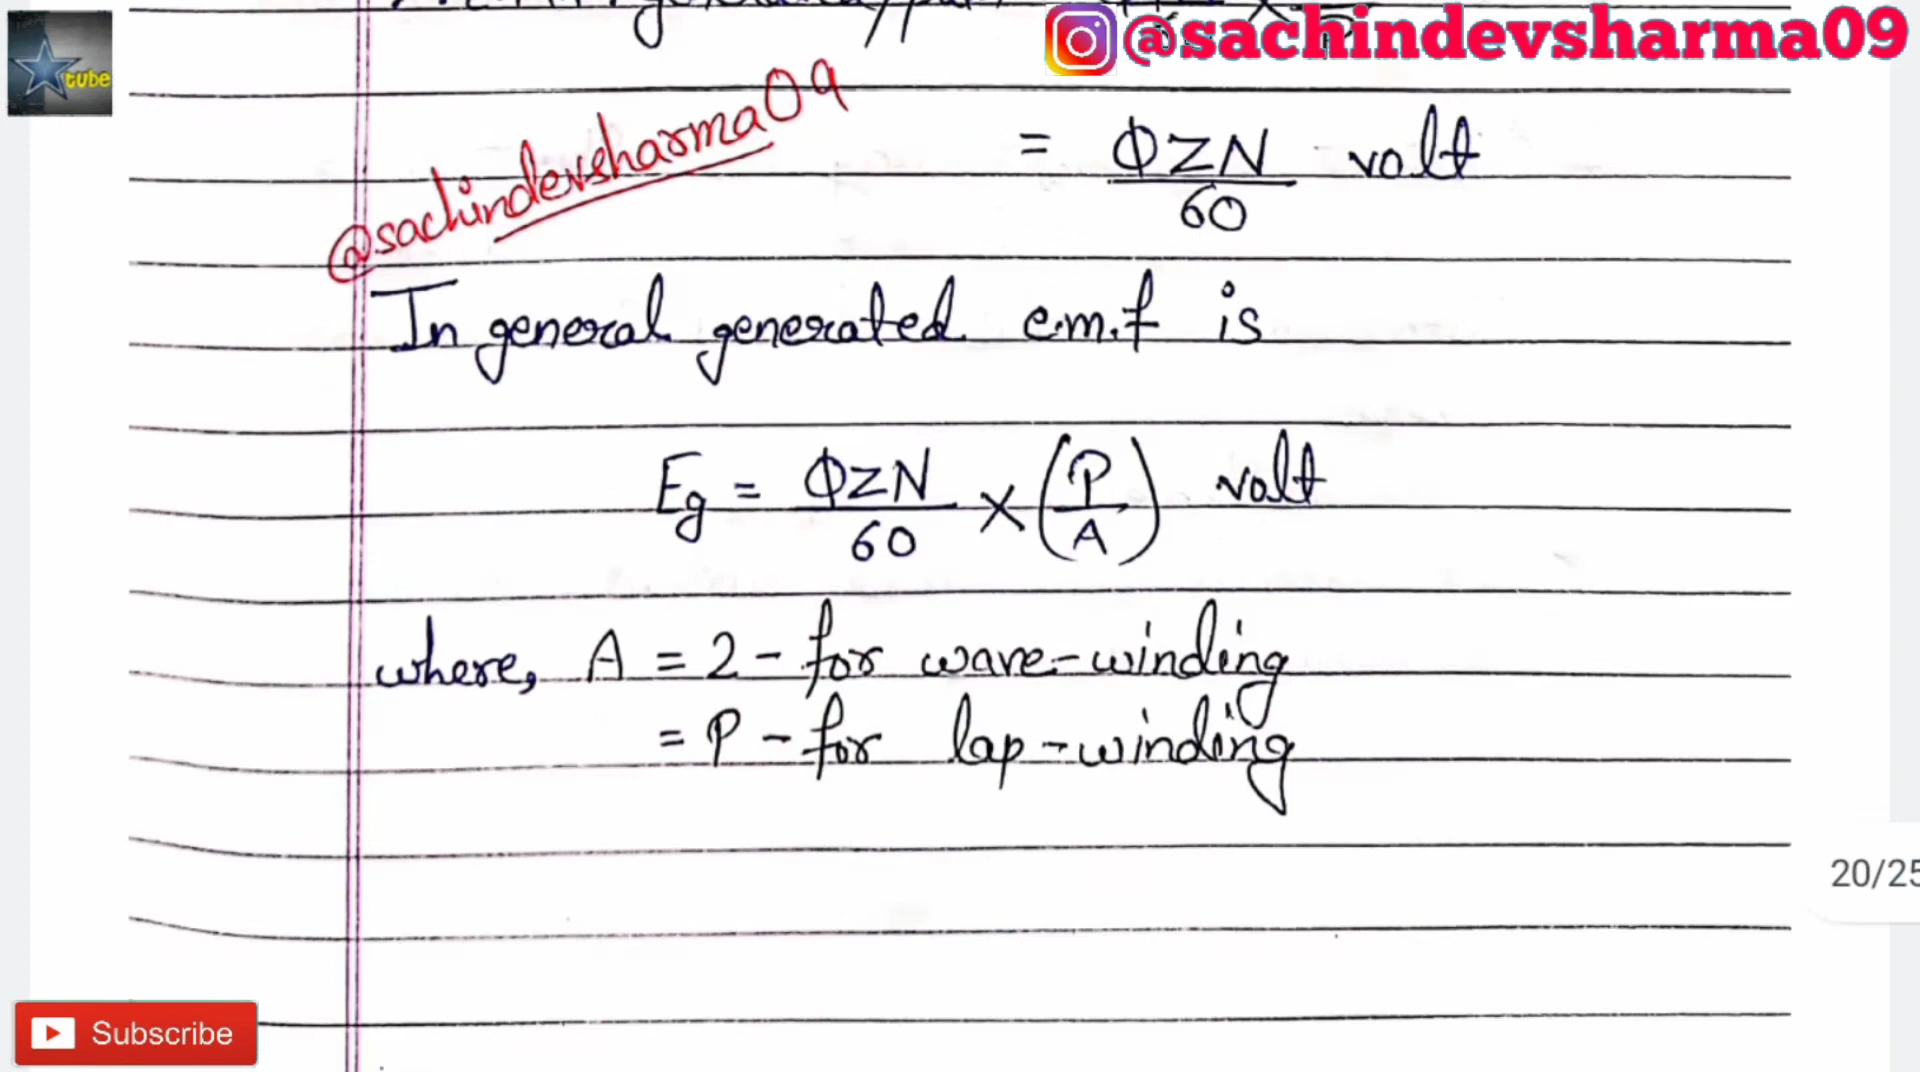 @sachindevsharma09
tube
@sachindevsharma09
= ΦZN/60 volt
In general generated e.m.f is
Eg = ΦZN/60 × (P/A) volt
where, A = 2 - for wave-winding
= P - for lap-winding
20/25
Subscribe